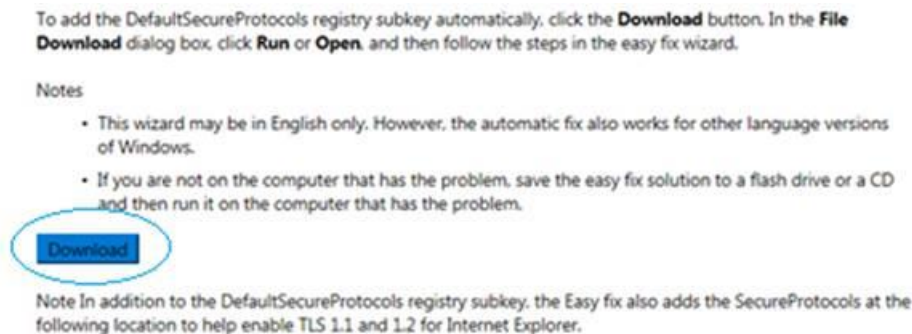 To add the DefaultSecureProtocols registry subkey automatically, click the Download button. In the File
Download dialog box, click Run or Open, and then follow the steps in the easy fix wizard.
Notes
• This wizard may be in English only. However, the automatic fix also works for other language versions
of Windows.
• If you are not on the computer that has the problem, save the easy fix solution to a flash drive or a CD
and then run it on the computer that has the problem.
Download
Note In addition to the DefaultSecureProtocols registry subkey, the Easy fix also adds the SecureProtocols at the
following location to help enable TLS 1.1 and 1.2 for Internet Explorer.